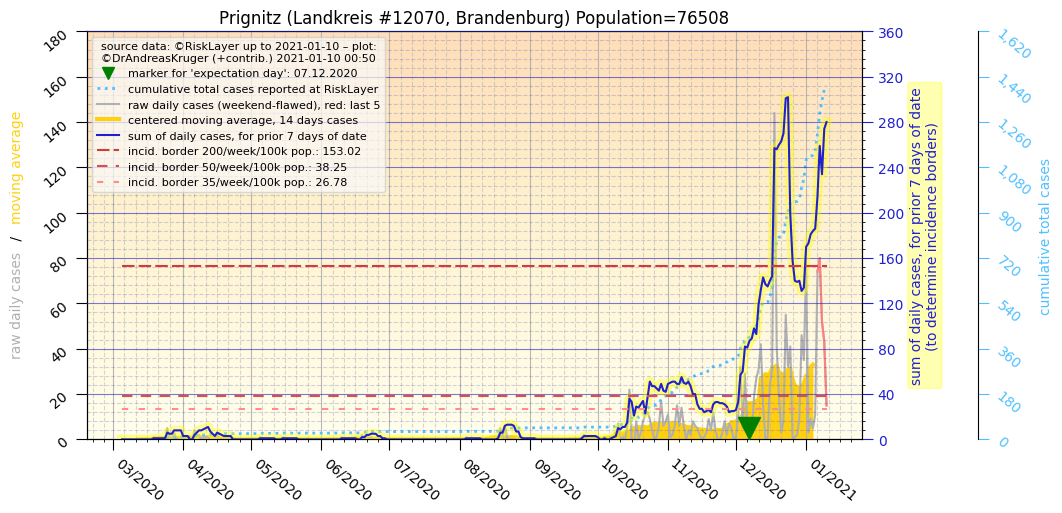 Prignitz (Landkreis #12070, Brandenburg) Population=76508
source data: ©RiskLayer up to 2021-01-10 – plot:
©DrAndreasKruger (+contrib.) 2021-01-10 00:50
marker for 'expectation day': 07.12.2020
cumulative total cases reported at RiskLayer
raw daily cases (weekend-flawed), red: last 5
centered moving average, 14 days cases
sum of daily cases, for prior 7 days of date
incid. border 200/week/100k pop.: 153.02
incid. border 50/week/100k pop.: 38.25
incid. border 35/week/100k pop.: 26.78
raw daily cases / moving average
180
160
140
120
100
80
60
40
20
0
03/2020
04/2020
05/2020
06/2020
07/2020
08/2020
09/2020
10/2020
11/2020
12/2020
01/2021
360
320
280
240
200
160
120
80
40
0
sum of daily cases, for prior 7 days of date
(to determine incidence borders)
1,620
1,440
1,260
1,080
900
720
540
360
180
0
cumulative total cases